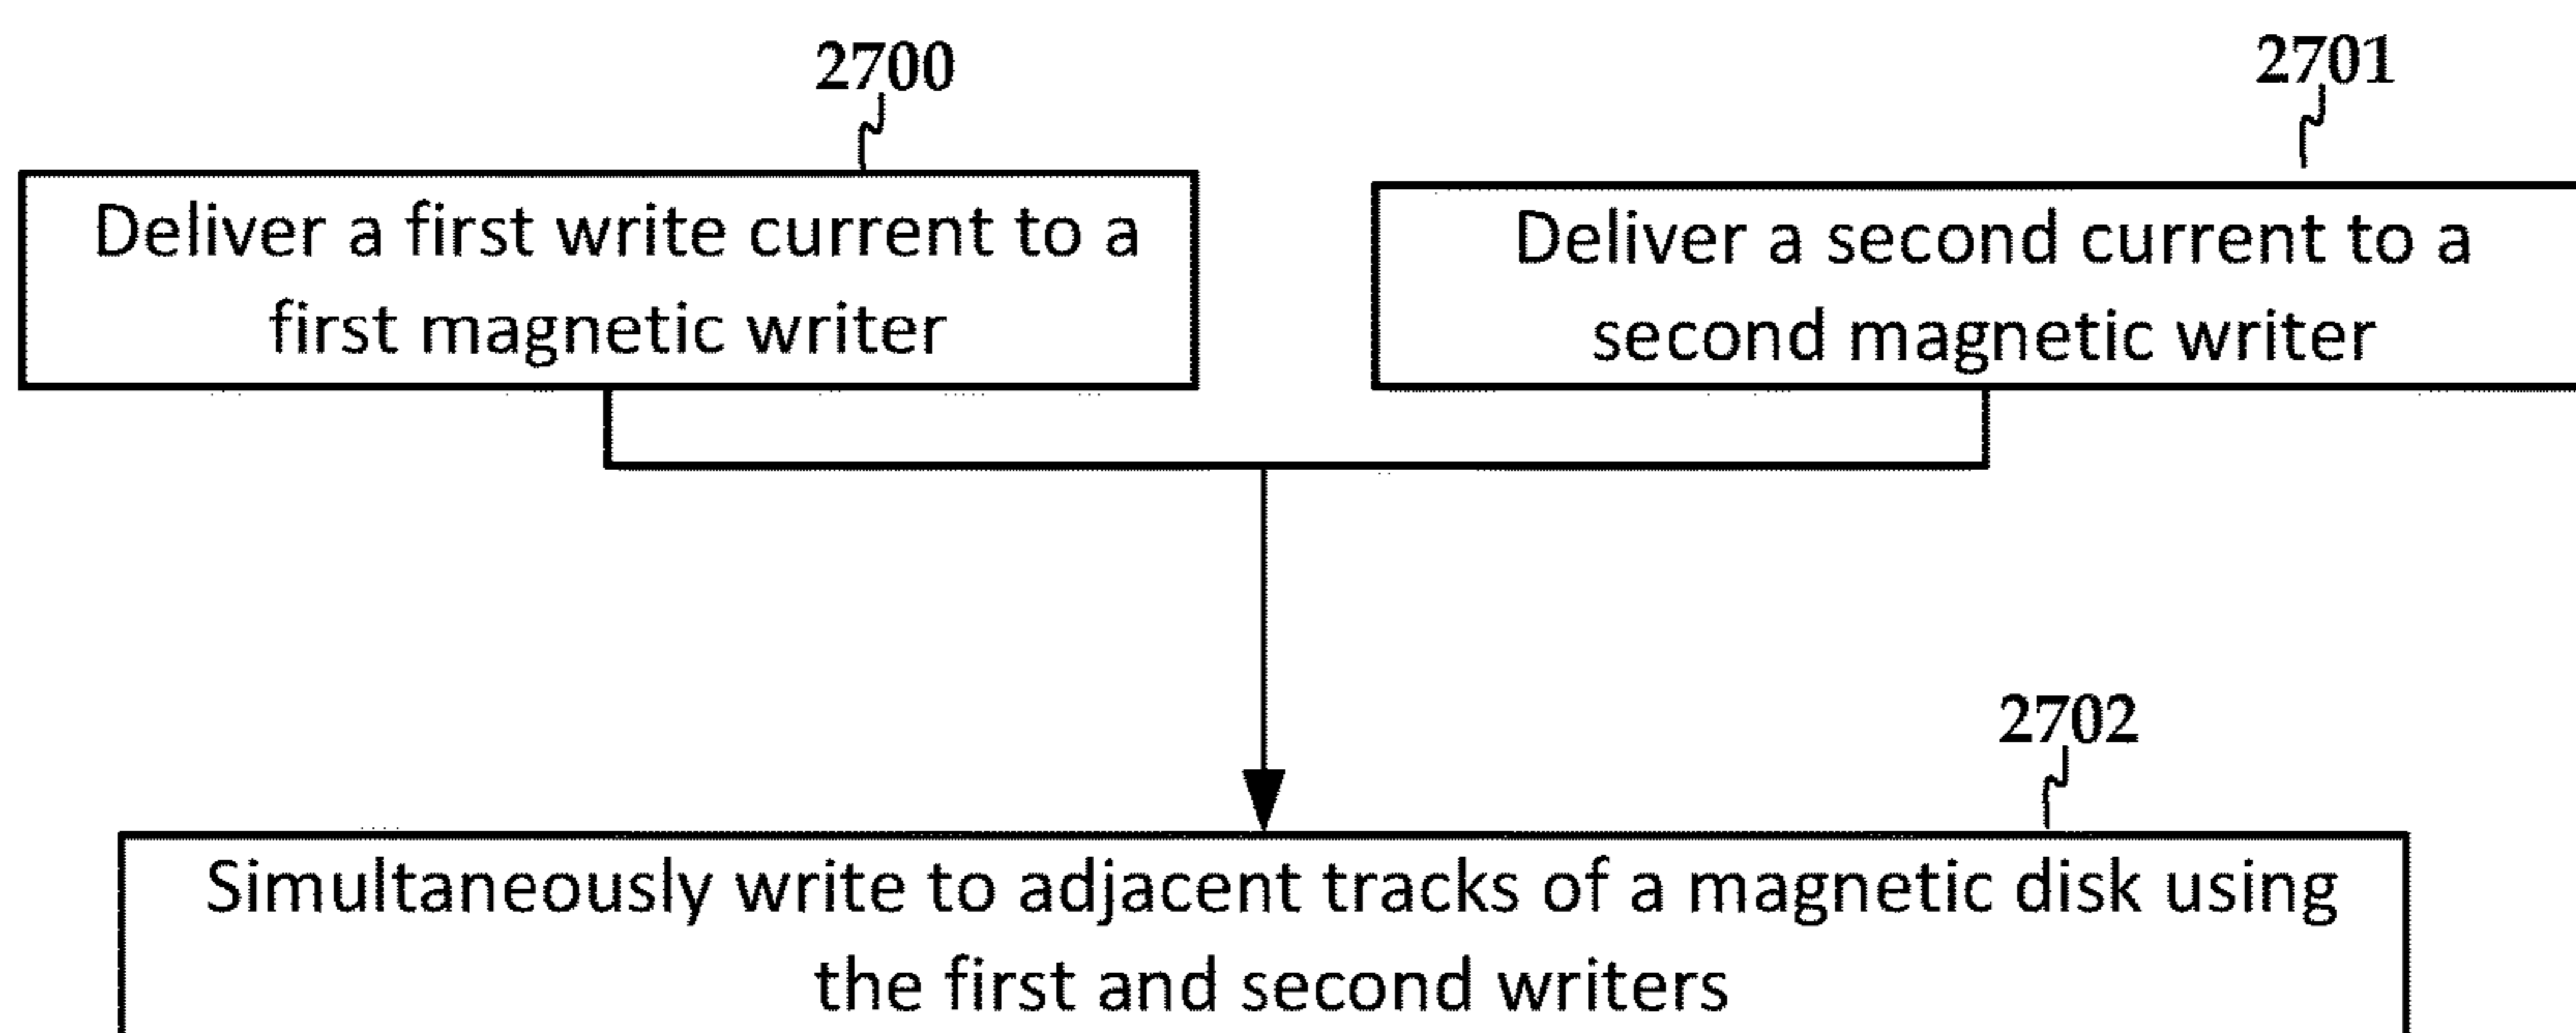 2700
2701
Deliver a first write current to a
first magnetic writer
Deliver a second current to a
second magnetic writer
2702
Simultaneously write to adjacent tracks of a magnetic disk using
the first and second writers